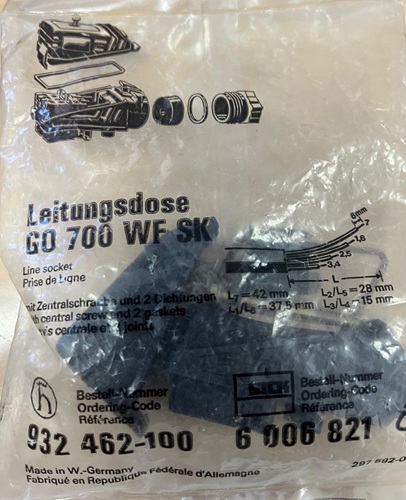 Leitungsdose
GO 700 WF SK
Line socket
Prise de ligne
mit Zentralschraube und 2 Dichtungen
with central screw and 2 gaskets
vis centrale et 2 joints
6mm
7
1,6
2,5
3,4
L
L7 = 42 mm L2/L5 = 28 mm
L1/L6 = 37,5 mm L3/L4 = 15 mm
h
Bestell-Nummer
Ordering-Code
Référence
932 462-100
Bestell-Nummer
Ordering-Code
Référence
6 006 821
Made in W.-Germany
Fabriqué en République Fédérale d'Allemagne